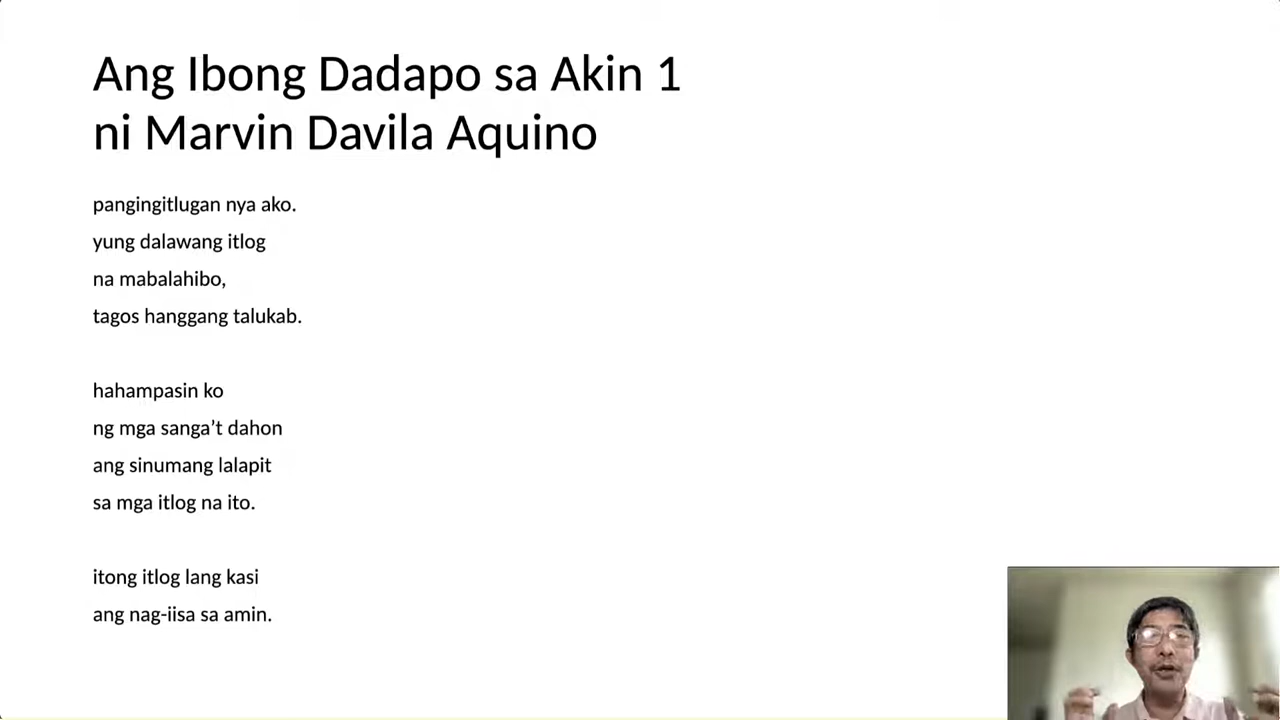 Ang Ibong Dadapo sa Akin 1
ni Marvin Davila Aquino
pangingitlugan nya ako.
yung dalawang itlog
na mabalahibo,
tagos hanggang talukab.
hahampasin ko
ng mga sanga’t dahon
ang sinumang lalapit
sa mga itlog na ito.
itong itlog lang kasi
ang nag-iisa sa amin.